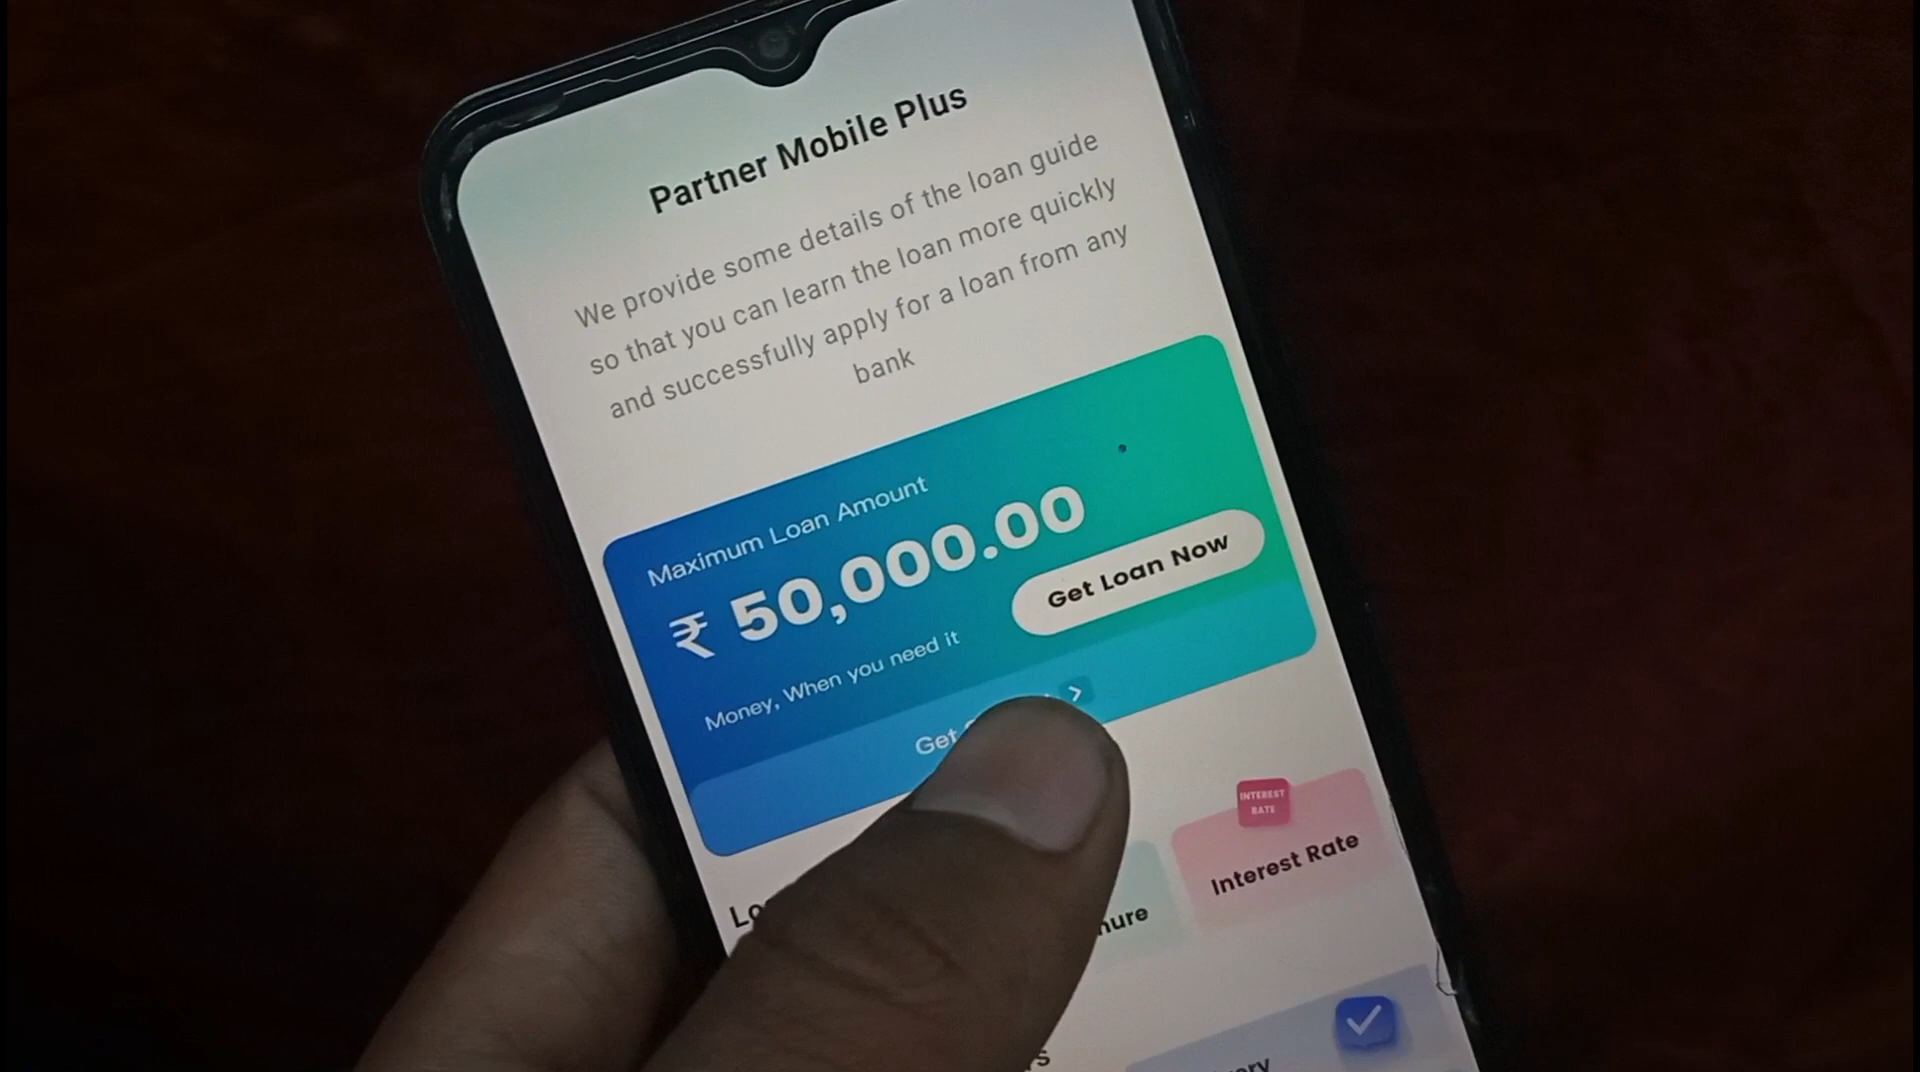 Partner Mobile Plus
We provide some details of the loan guide
so that you can learn the loan more quickly
and successfully apply for a loan from any
bank
Maximum Loan Amount
₹ 50,000.00
Get Loan Now
Money, When you need it
Get
INTEREST
RATE
Interest Rate